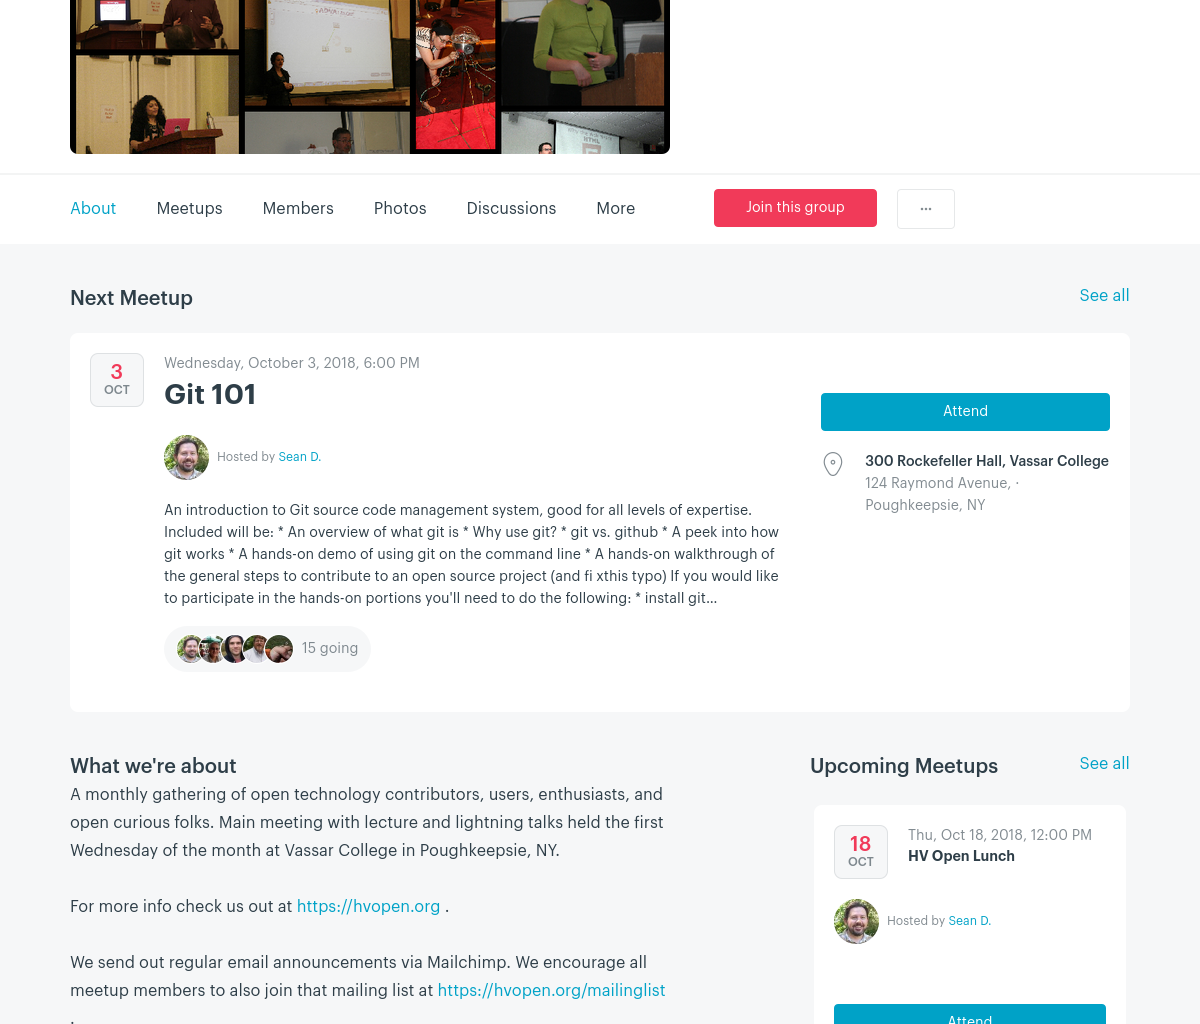 About
Meetups
Members
Photos
Discussions
More
Join this group
...
Next Meetup
See all
3
OCT
Wednesday, October 3, 2018, 6:00 PM
Git 101
Hosted by Sean D.
An introduction to Git source code management system, good for all levels of expertise.
Included will be: * An overview of what git is * Why use git? * git vs. github * A peek into how
git works * A hands-on demo of using git on the command line * A hands-on walkthrough of
the general steps to contribute to an open source project (and fi xthis typo) If you would like
to participate in the hands-on portions you'll need to do the following: * install git...
15 going
Attend
300 Rockefeller Hall, Vassar College
124 Raymond Avenue, ·
Poughkeepsie, NY
What we're about
A monthly gathering of open technology contributors, users, enthusiasts, and
open curious folks. Main meeting with lecture and lightning talks held the first
Wednesday of the month at Vassar College in Poughkeepsie, NY.
For more info check us out at https://hvopen.org .
We send out regular email announcements via Mailchimp. We encourage all
meetup members to also join that mailing list at https://hvopen.org/mailinglist
.
Upcoming Meetups
See all
18
OCT
Thu, Oct 18, 2018, 12:00 PM
HV Open Lunch
Hosted by Sean D.
Attend